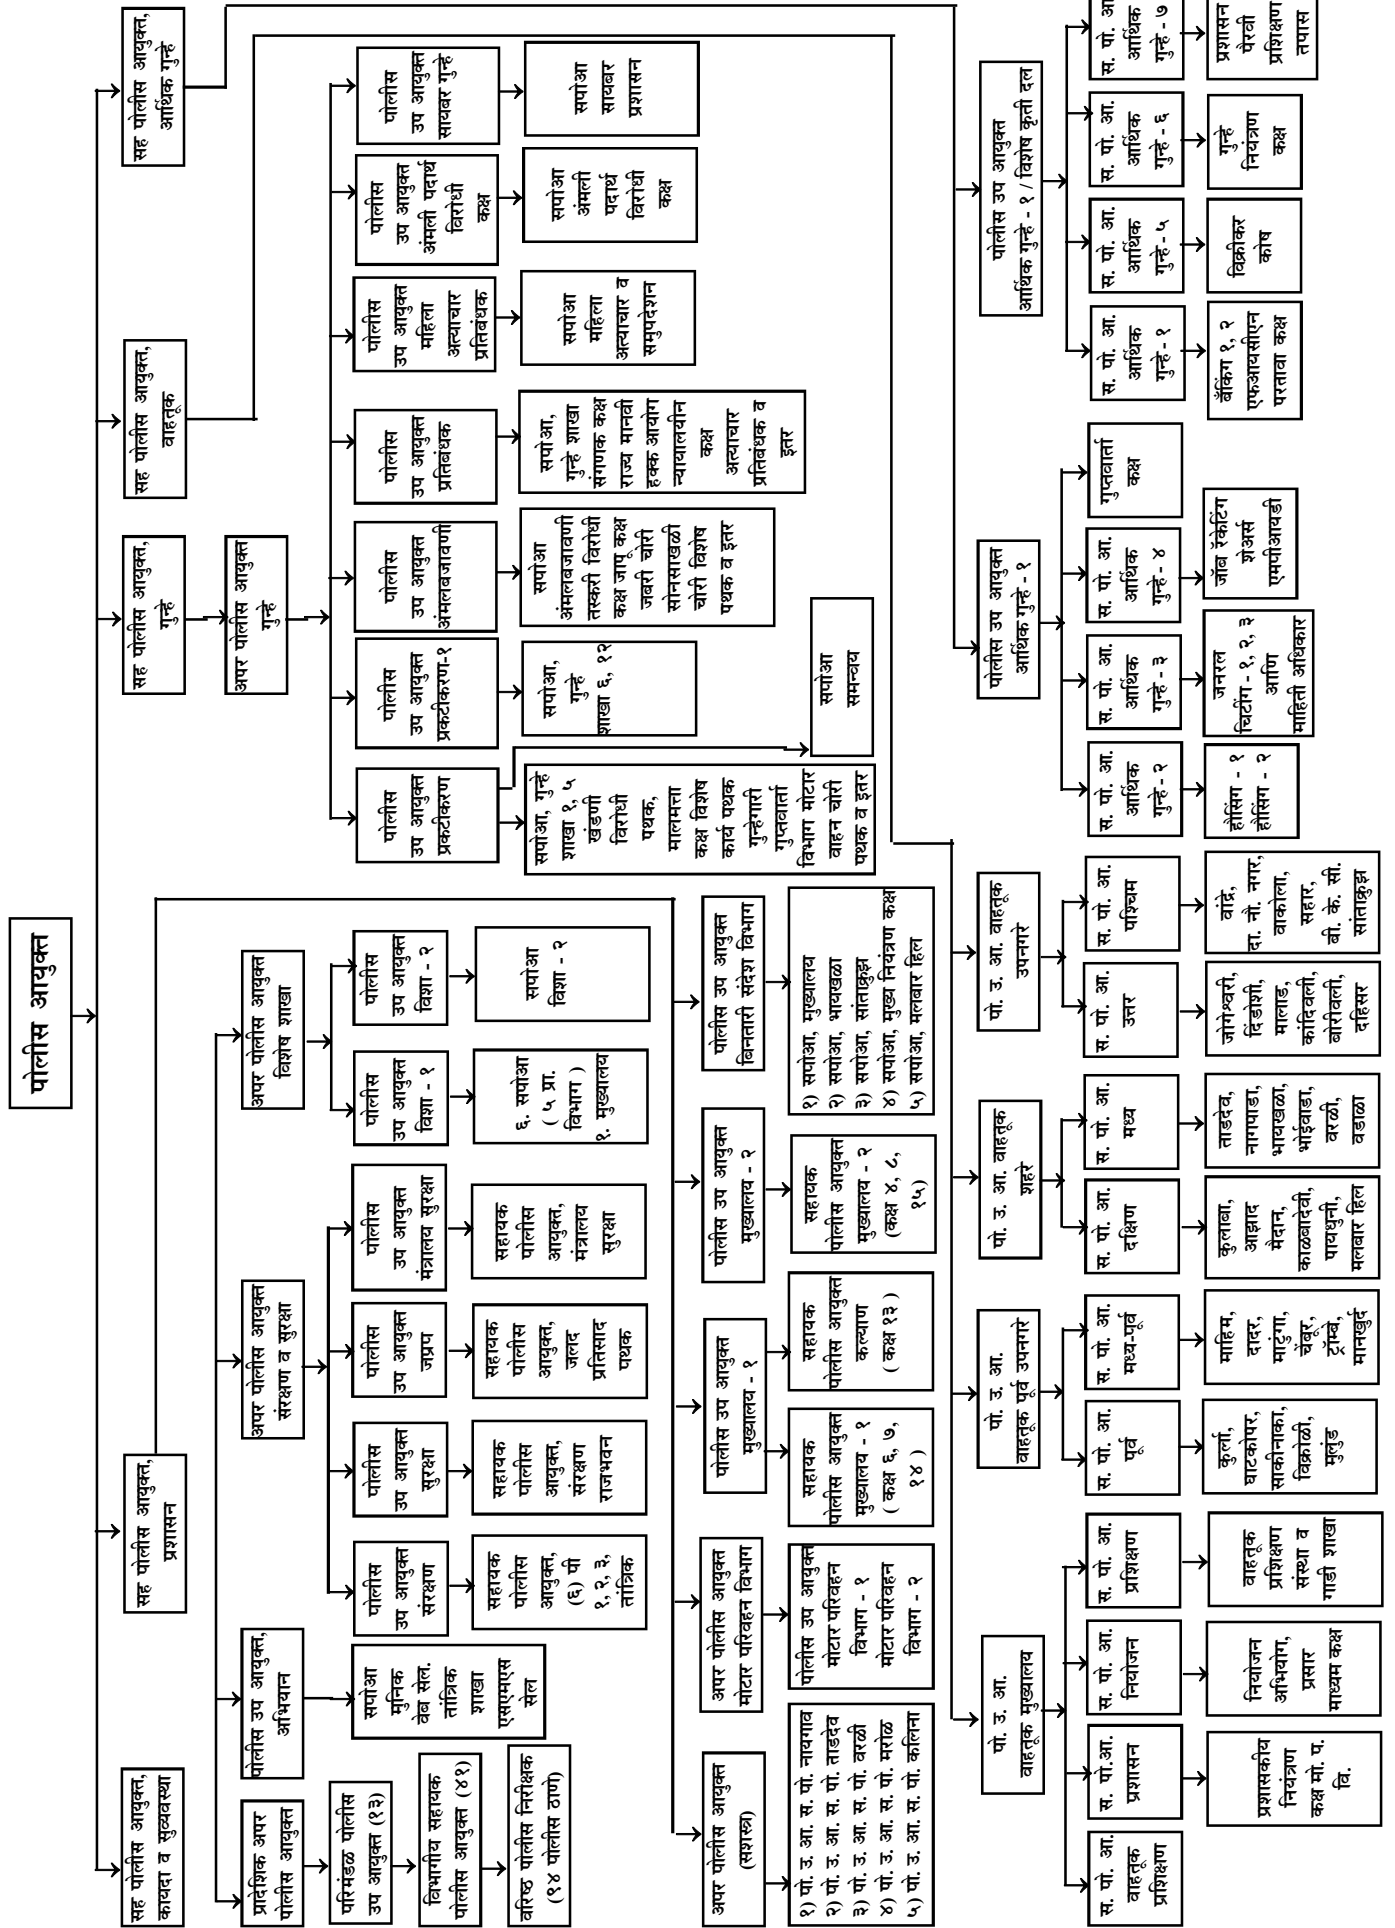 पोलीस आयुक्त
सह पोलीस आयुक्त,
कायदा व सुव्यवस्था
सह पोलीस आयुक्त,
प्रशासन
सह पोलीस आयुक्त,
गुन्हे
सह पोलीस आयुक्त,
वाहतूक
सह पोलीस आयुक्त,
आर्थिक गुन्हे
प्रादेशिक अपर
पोलीस आयुक्त
पोलीस उप आयुक्त,
अभियान
अपर पोलीस आयुक्त
संरक्षण व सुरक्षा
अपर पोलीस आयुक्त
विशेष शाखा
अपर पोलीस आयुक्त
गुन्हे
परिमंडळ पोलीस
उप आयुक्त (१३)
विभागीय सहायक
पोलीस आयुक्त (४१)
वरिष्ठ पोलीस निरीक्षक
(९४ पोलीस ठाणे)
सपोआ
मुनिक
वेब सेल.
तांत्रिक
शाखा
एसएमएस
सेल
पोलीस
उप आयुक्त
संरक्षण
पोलीस
उप आयुक्त
सुरक्षा
पोलीस
उप आयुक्त
जप्रप
पोलीस
उप आयुक्त
मंत्रालय सुरक्षा
पोलीस
उप आयुक्त
विशा - १
पोलीस
उप आयुक्त
विशा - २
सहायक
पोलीस
आयुक्त,
(६) पी
१, २, ३,
तांत्रिक
सहायक
पोलीस
आयुक्त,
संरक्षण
राजभवन
सहायक
पोलीस
आयुक्त,
जलद
प्रतिसाद
पथक
सहायक
पोलीस
आयुक्त,
मंत्रालय
सुरक्षा
६. सपोआ
( ५ प्रा.
विभाग )
१. मुख्यालय
सपोआ
विशा - २
पोलीस
उप आयुक्त
प्रकटीकरण
पोलीस
उप आयुक्त
प्रकटीकरण-१
पोलीस
उप आयुक्त
अंमलबजावणी
पोलीस
उप आयुक्त
प्रतिबंधक
पोलीस
उप आयुक्त
महिला
अत्याचार
प्रतिबंधक
पोलीस
उप आयुक्त
अंमली पदार्थ
विरोधी
कक्ष
पोलीस
उप आयुक्त
सायबर गुन्हे
सपोआ, गुन्हे
शाखा १, ५
खंडणी
विरोधी
पथक,
मालमत्ता
कक्ष विशेष
कार्य पथक
गुन्हेगारी
गुप्तवार्ता
विभाग मोटार
वाहन चोरी
पथक व इतर
सपोआ,
गुन्हे
शाखा ६, १२
सपोआ
अंमलबजावणी
तस्करी विरोधी
कक्ष जापू कक्ष
जबरी चोरी
सोनसाखळी
चोरी विशेष
पथक व इतर
सपोआ,
गुन्हे शाखा
संगणक कक्ष
राज्य मानवी
हक्क आयोग
न्यायालयीन
कक्ष
अत्याचार
प्रतिबंधक व
इतर
सपोआ
महिला
अत्याचार व
समुपदेशन
सपोआ
अंमली
पदार्थ
विरोधी
कक्ष
सपोआ
सायबर
प्रशासन
सपोआ
समन्वय
अपर पोलीस आयुक्त
(सशस्त्र)
अपर पोलीस आयुक्त
मोटार परिवहन विभाग
पोलीस उप आयुक्त
मुख्यालय - १
पोलीस उप आयुक्त
मुख्यालय - २
पोलीस उप आयुक्त
बिनतारी संदेश विभाग
१) पो. उ. आ. स. पो. नायगाव
२) पो. उ. आ. स. पो. ताडदेव
३) पो. उ. आ. स. पो. वरळी
४) पो. उ. आ. स. पो. मरोळ
५) पो. उ. आ. स. पो. कलिना
पोलीस उप आयुक्त
मोटार परिवहन
विभाग - १
मोटार परिवहन
विभाग - २
सहायक
पोलीस आयुक्त
मुख्यालय - १
( कक्ष ६, ७,
१४ )
सहायक
पोलीस आयुक्त
कल्याण
( कक्ष १३ )
सहायक
पोलीस आयुक्त
मुख्यालय - २
(कक्ष ४, ८,
१५)
१) सपोआ, मुख्यालय
२) सपोआ, भायखळा
३) सपोआ, सांताक्रुझ
४) सपोआ, मुख्य नियंत्रण कक्ष
५) सपोआ, मलबार हिल
पो. उ. आ.
वाहतूक मुख्यालय
पो. उ. आ.
वाहतूक पूर्व उपनगरे
पो. उ. आ. वाहतूक
शहरे
पो. उ. आ. वाहतूक
उपनगरे
पोलीस उप आयुक्त
आर्थिक गुन्हे - १
पोलीस उप आयुक्त
आर्थिक गुन्हे - १ / विशेष कृती दल
स. पो. आ.
वाहतूक
प्रशिक्षण
स. पो.आ.
प्रशासन
स. पो. आ.
नियोजन
स. पो. आ.
प्रशिक्षण
स. पो. आ.
पूर्व
स. पो. आ.
मध्य-पूर्व
स. पो. आ.
दक्षिण
स. पो. आ.
मध्य
स. पो. आ.
उत्तर
स. पो. आ.
पश्चिम
स. पो. आ.
आर्थिक
गुन्हे - २
स. पो. आ.
आर्थिक
गुन्हे - ३
स. पो. आ.
आर्थिक
गुन्हे - ४
गुप्तवार्ता
कक्ष
स. पो. आ.
आर्थिक
गुन्हे - १
स. पो. आ.
आर्थिक
गुन्हे - ५
स. पो. आ.
आर्थिक
गुन्हे - ६
स. पो. आ
आर्थिक
गुन्हे - ७
प्रशासकीय
नियंत्रण
कक्ष मो. प.
वि.
नियोजन
अभियोग,
प्रसार
माध्यम कक्ष
वाहतूक
प्रशिक्षण
संस्था व
गाडी शाखा
कुर्ला,
घाटकोपर,
साकीनाका,
विक्रोळी,
मुलुंड
माहिम,
दादर,
माटुंगा,
चेंबूर,
ट्रॉम्बे,
मानखुर्द
कुलाबा,
आझाद
मैदान,
काळबादेवी,
पायधुनी,
मलबार हिल
ताडदेव,
नागपाडा,
भायखळा,
भोईवाडा,
वरळी,
वडाळा
जोगेश्वरी,
दिंडोशी,
मालाड,
कांदिवली,
बोरीवली,
दहिसर
वांद्रे,
दा. नौ. नगर,
वाकोला,
सहार,
बी. के. सी.
सांताक्रुझ
हौसिंग - १
हौसिंग - २
जनरल
चिटींग - १, २, ३
आणि
माहिती अधिकार
जॉब रॅकेटिंग
शेअर्स
एमपीआयडी
बँकिंग १, २
एफआयसीएन
परतावा कक्ष
विक्रीकर
कोष
गुन्हे
नियंत्रण
कक्ष
प्रशासन
पैरवी
प्रशिक्षण
तपास